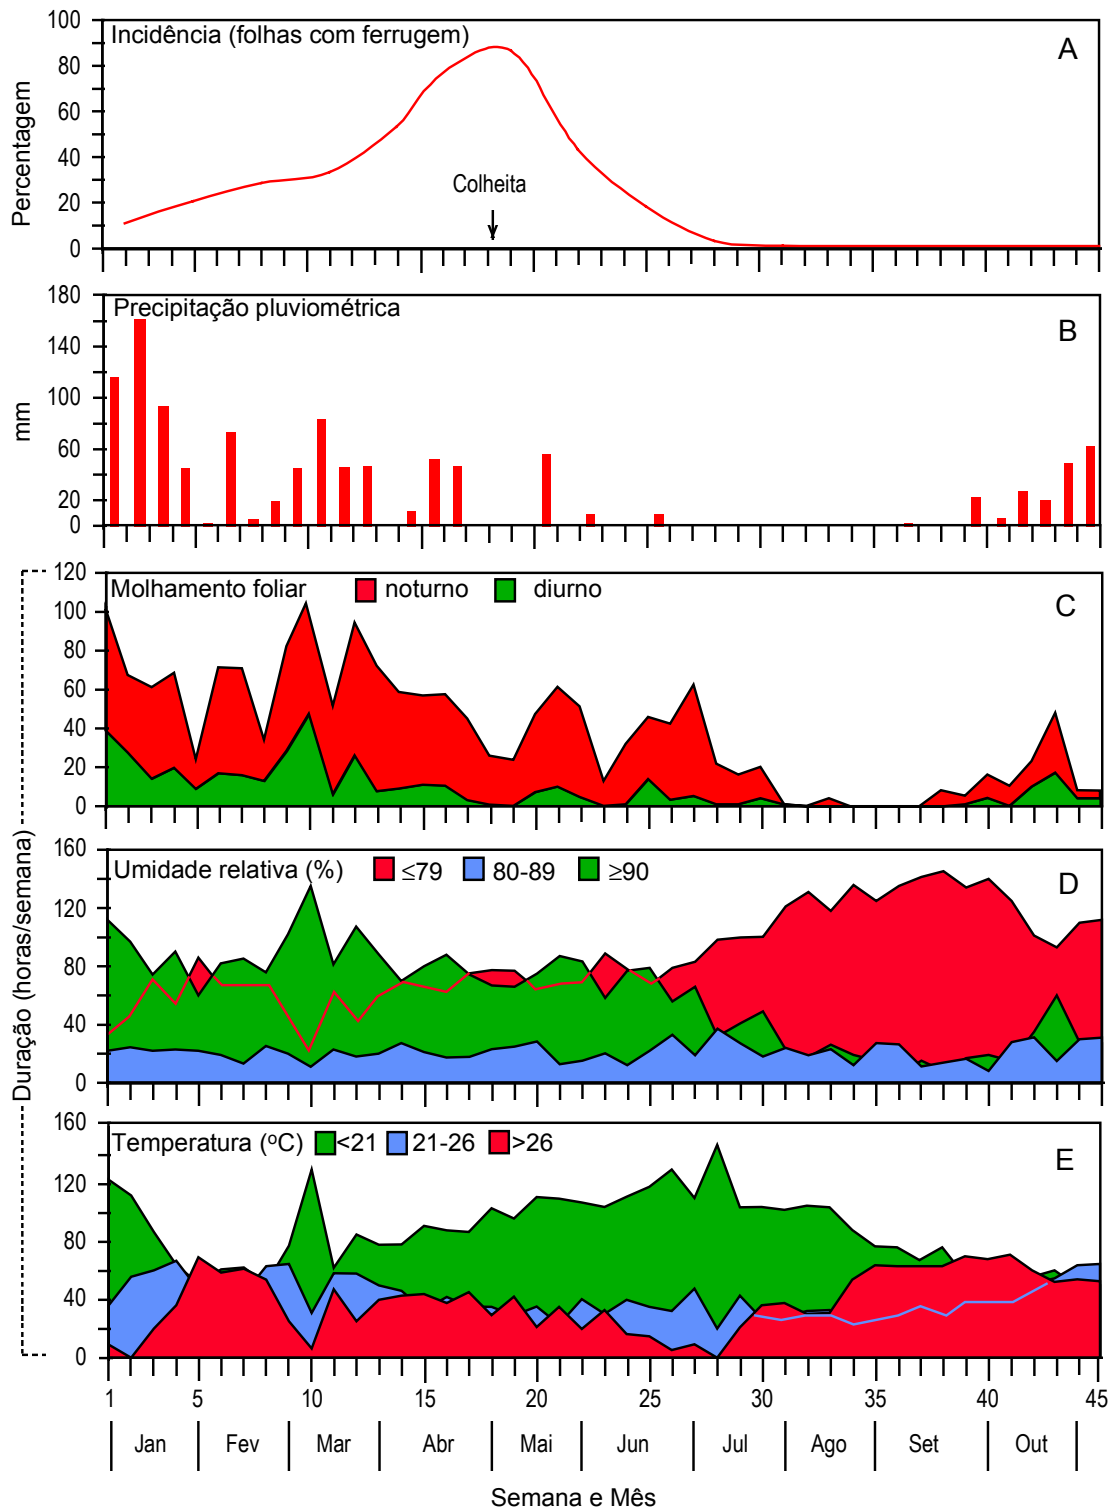 100
80
60
40
20
0
Percentagem
Incidência (folhas com ferrugem)
A
Colheita
180
140
100
60
20
0
mm
Precipitação pluviométrica
B
120
100
80
60
40
20
0
Molhamento foliar noturno diurno
C
Duração (horas/semana)
160
120
80
40
0
Umidade relativa (%) ≤79 80-89 ≥90
D
160
120
80
40
0
Temperatura (ºC) <21 21-26 >26
E
1 5 10 15 20 25 30 35 40 45
Jan Fev Mar Abr Mai Jun Jul Ago Set Out
Semana e Mês